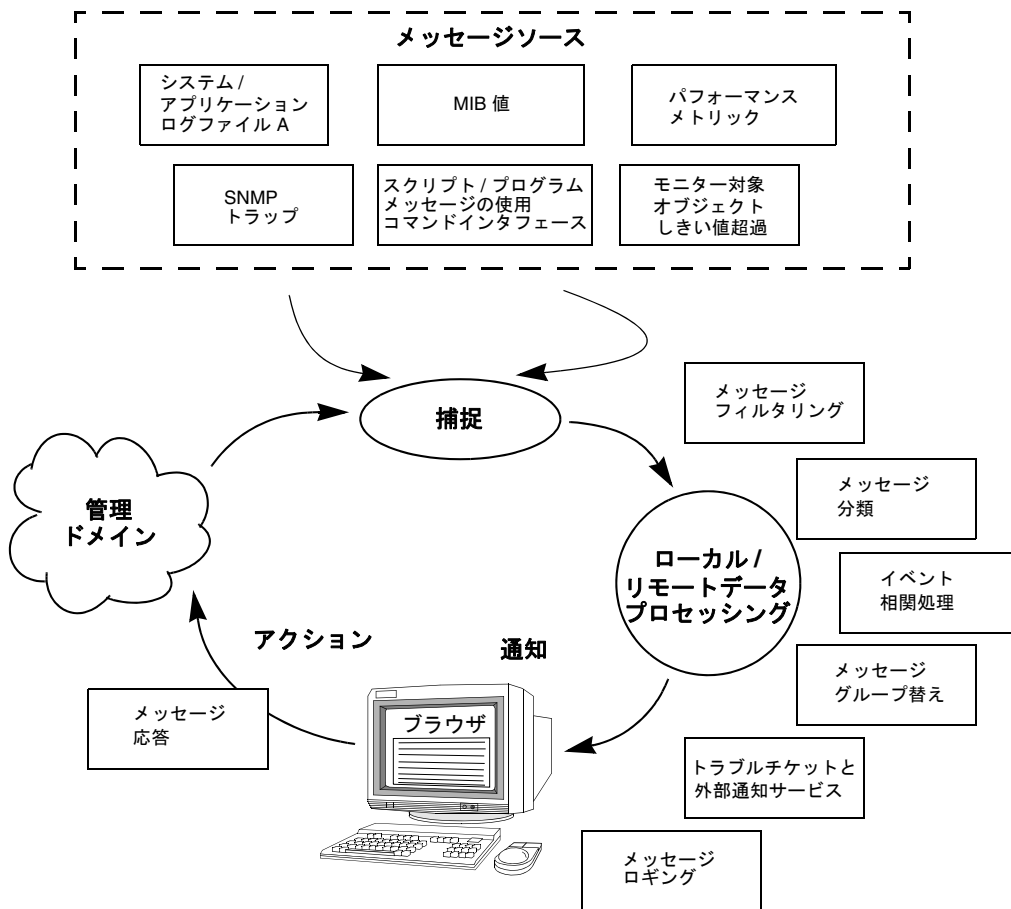 メッセージソース
システム /
アプリケーション
ログファイル A
MIB 値
パフォーマンス
メトリック
SNMP
トラップ
スクリプト / プログラム
メッセージの使用
コマンドインタフェース
モニター対象
オブジェクト
しきい値超過
捕捉
メッセージ
フィルタリング
管理
ドメイン
メッセージ
分類
ローカル /
リモートデータ
プロセッシング
イベント
相関処理
アクション
通知
メッセージ
グループ替え
メッセージ
応答
ブラウザ
トラブルチケットと
外部通知サービス
メッセージ
ロギング